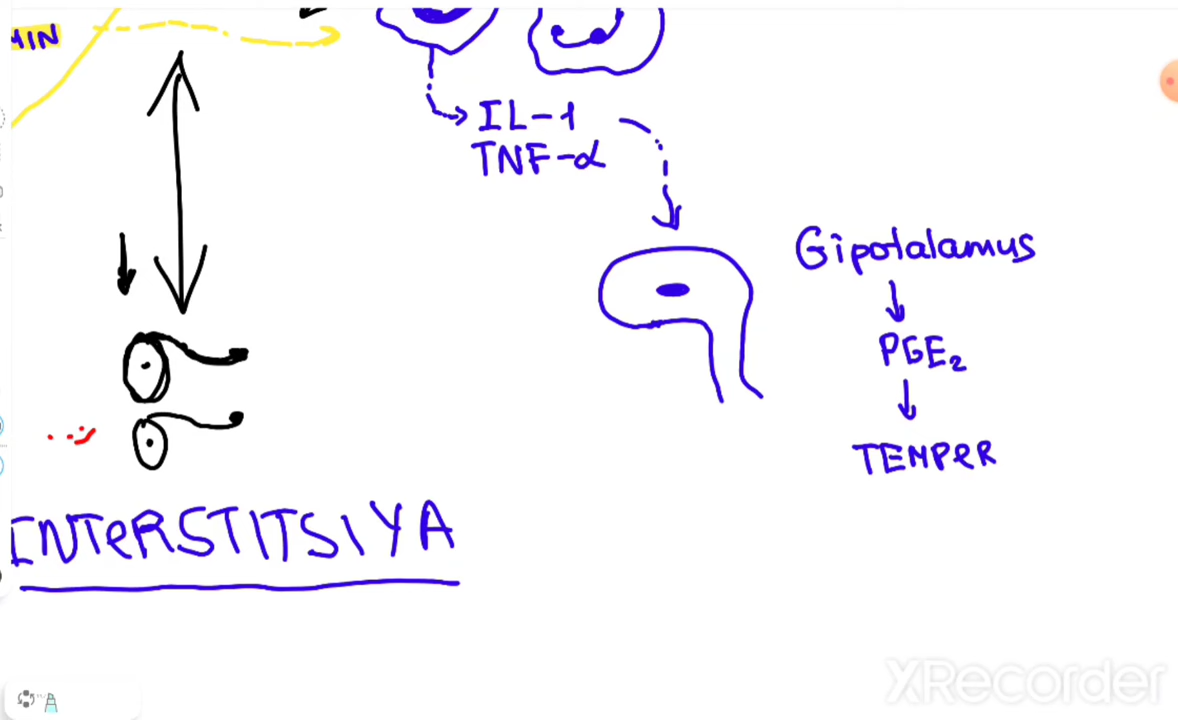 MIN
IL-1
TNF-α
Gipotalamus
PGE₂
TEMPER
INTERSTITSIYA
XRecorder